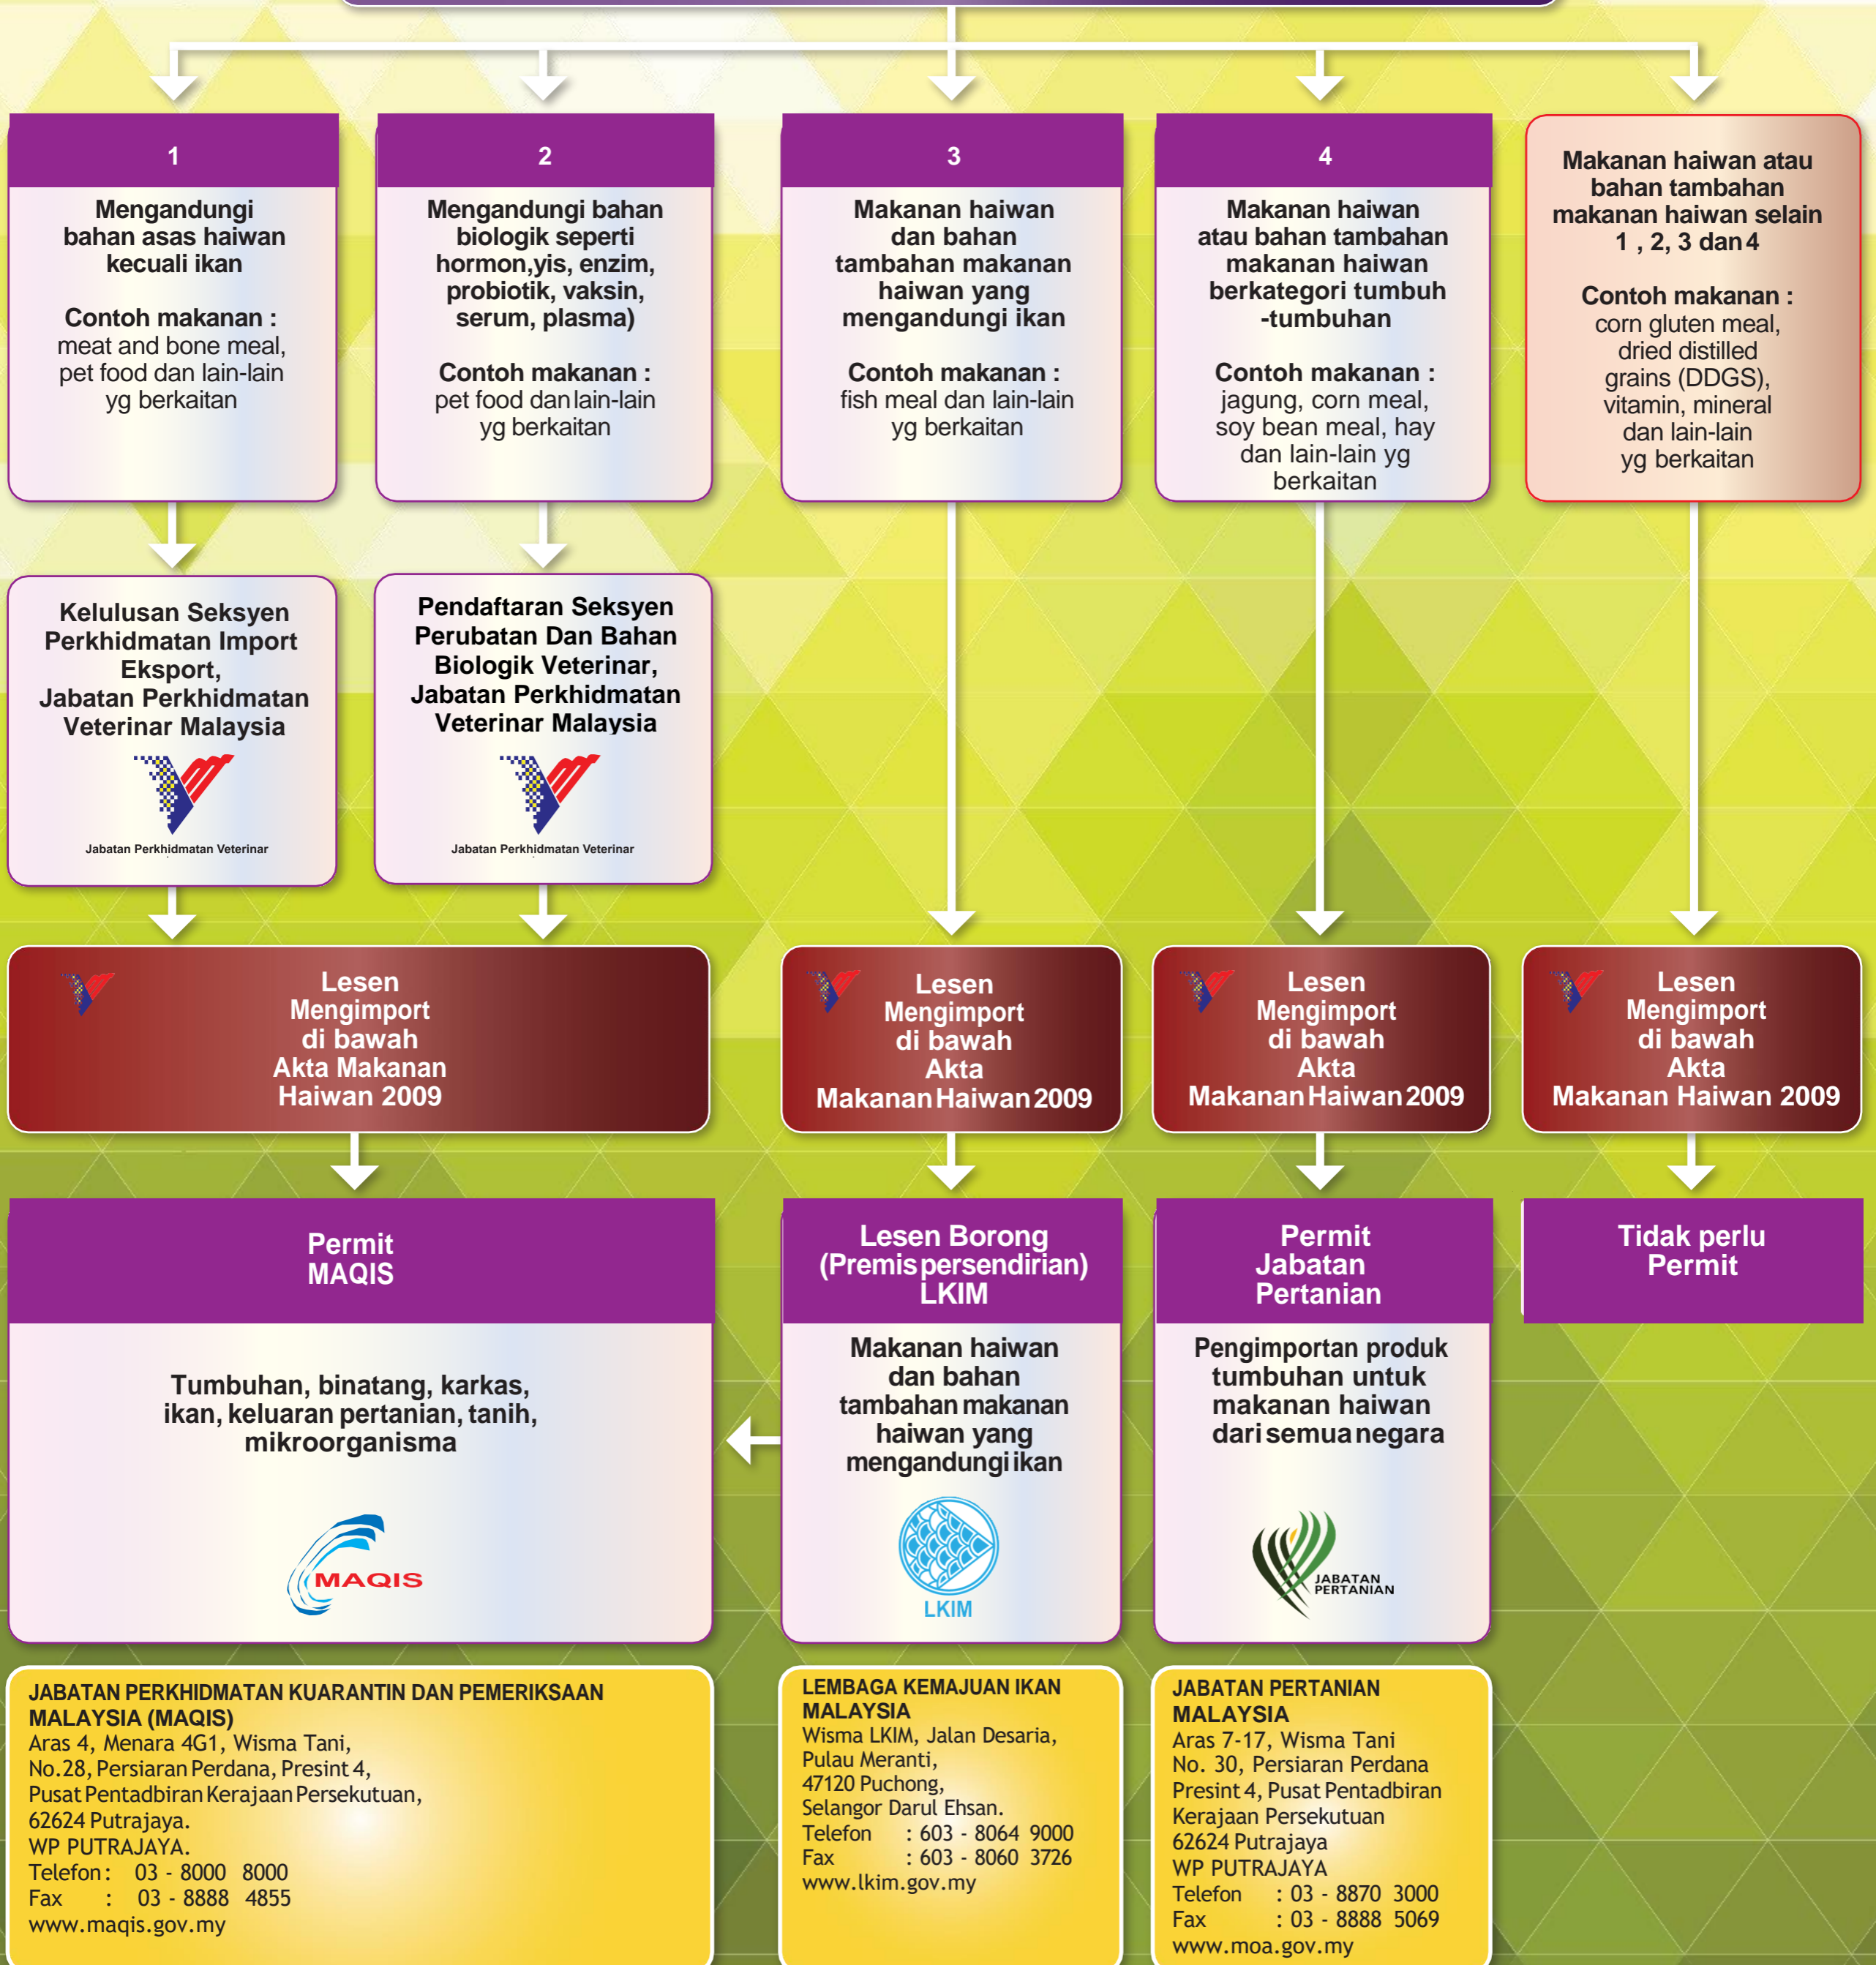 1
Mengandungi
bahan asas haiwan
kecuali ikan
Contoh makanan :
meat and bone meal,
pet food dan lain-lain
yg berkaitan
2
Mengandungi bahan
biologik seperti
hormon,yis, enzim,
probiotik, vaksin,
serum, plasma)
Contoh makanan :
pet food dan lain-lain
yg berkaitan
3
Makanan haiwan
dan bahan
tambahan makanan
haiwan yang
mengandungi ikan
Contoh makanan :
fish meal dan lain-lain
yg berkaitan
4
Makanan haiwan
atau bahan tambahan
makanan haiwan
berkategori tumbuh
-tumbuhan
Contoh makanan :
jagung, corn meal,
soy bean meal, hay
dan lain-lain yg
berkaitan
Makanan haiwan atau
bahan tambahan
makanan haiwan selain
1 , 2, 3 dan 4
Contoh makanan :
corn gluten meal,
dried distilled
grains (DDGS),
vitamin, mineral
dan lain-lain
yg berkaitan
Kelulusan Seksyen
Perkhidmatan Import
Eksport,
Jabatan Perkhidmatan
Veterinar Malaysia
Jabatan Perkhidmatan Veterinar
Pendaftaran Seksyen
Perubatan Dan Bahan
Biologik Veterinar,
Jabatan Perkhidmatan
Veterinar Malaysia
Jabatan Perkhidmatan Veterinar
Lesen
Mengimport
di bawah
Akta Makanan
Haiwan 2009
Lesen
Mengimport
di bawah
Akta
Makanan Haiwan 2009
Lesen
Mengimport
di bawah
Akta
Makanan Haiwan 2009
Lesen
Mengimport
di bawah
Akta
Makanan Haiwan 2009
Permit
MAQIS
Tumbuhan, binatang, karkas,
ikan, keluaran pertanian, tanih,
mikroorganisma
MAQIS
Lesen Borong
(Premis persendirian)
LKIM
Makanan haiwan
dan bahan
tambahan makanan
haiwan yang
mengandungi ikan
LKIM
Permit
Jabatan
Pertanian
Pengimportan produk
tumbuhan untuk
makanan haiwan
dari semua negara
JABATAN
PERTANIAN
Tidak perlu
Permit
JABATAN PERKHIDMATAN KUARANTIN DAN PEMERIKSAAN
MALAYSIA (MAQIS)
Aras 4, Menara 4G1, Wisma Tani,
No.28, Persiaran Perdana, Presint 4,
Pusat Pentadbiran Kerajaan Persekutuan,
62624 Putrajaya.
WP PUTRAJAYA.
Telefon : 03 - 8000 8000
Fax : 03 - 8888 4855
www.maqis.gov.my
LEMBAGA KEMAJUAN IKAN
MALAYSIA
Wisma LKIM, Jalan Desaria,
Pulau Meranti,
47120 Puchong,
Selangor Darul Ehsan.
Telefon : 603 - 8064 9000
Fax : 603 - 8060 3726
www.lkim.gov.my
JABATAN PERTANIAN
MALAYSIA
Aras 7-17, Wisma Tani
No. 30, Persiaran Perdana
Presint 4, Pusat Pentadbiran
Kerajaan Persekutuan
62624 Putrajaya
WP PUTRAJAYA
Telefon : 03 - 8870 3000
Fax : 03 - 8888 5069
www.moa.gov.my